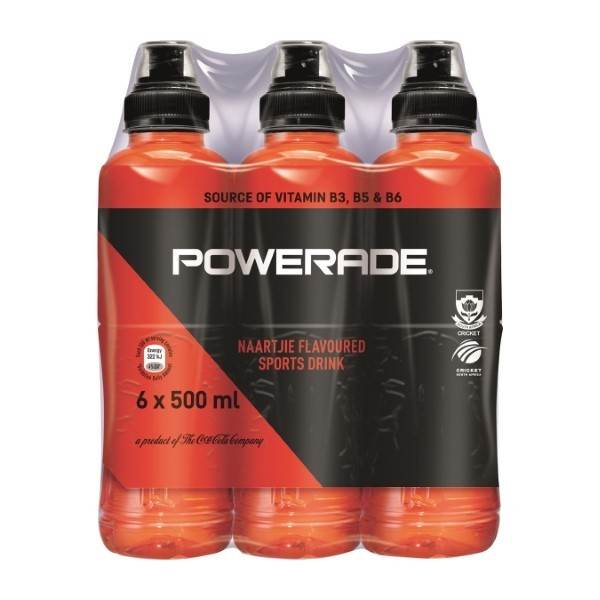 SOURCE OF VITAMIN B3, B5 & B6
POWERADE®
NAARTJIE FLAVOURED
SPORTS DRINK
Energy
322 kJ
6 x 500 ml
a product of The Coca-Cola Company
CRICKET
CRICKET
SOUTH AFRICA